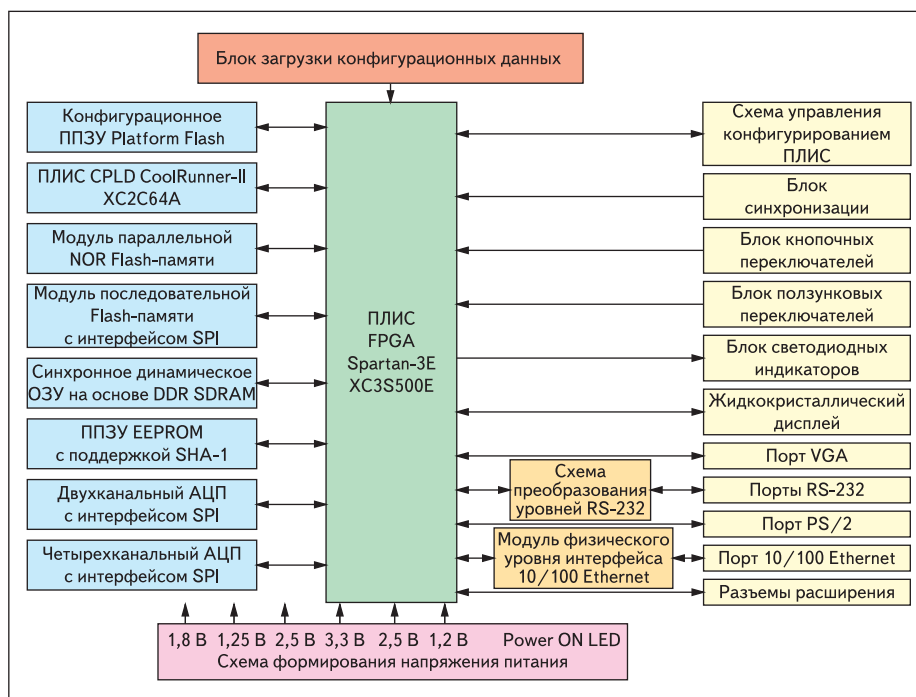 Блок загрузки конфигурационных данных
Конфигурационное
ППЗУ Platform Flash
ПЛИС CPLD CoolRunner-II
XC2C64A
Модуль параллельной
NOR Flash-памяти
Модуль последовательной
Flash-памяти
с интерфейсом SPI
Синхронное динамическое
ОЗУ на основе DDR SDRAM
ППЗУ EEPROM
с поддержкой SHA-1
Двухканальный АЦП
с интерфейсом SPI
Четырехканальный АЦП
с интерфейсом SPI
ПЛИС
FPGA
Spartan-3E
XC3S500E
Схема управления
конфигурированием
ПЛИС
Блок
синхронизации
Блок кнопочных
переключателей
Блок ползунковых
переключателей
Блок светодиодных
индикаторов
Жидкокристаллический
дисплей
Порт VGA
Схема
преобразования
уровней RS-232
Порты RS-232
Порт PS/2
Модуль физического
уровня интерфейса
10/100 Ethernet
Порт 10/100 Ethernet
Разъемы расширения
1,8 В 1,25 В 2,5 В 3,3 В 2,5 В 1,2 В Power ON LED
Схема формирования напряжения питания